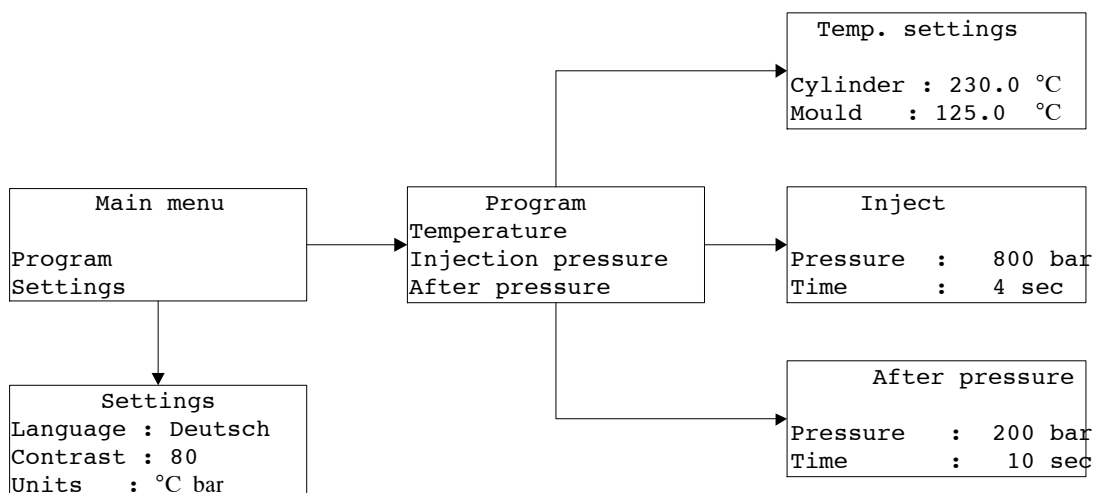 Temp. settings
Cylinder : 230.0 °C
Mould : 125.0 °C
Main menu
Program
Settings
Program
Temperature
Injection pressure
After pressure
Inject
Pressure : 800 bar
Time : 4 sec
Settings
Language : Deutsch
Contrast : 80
Units : °C bar
After pressure
Pressure : 200 bar
Time : 10 sec